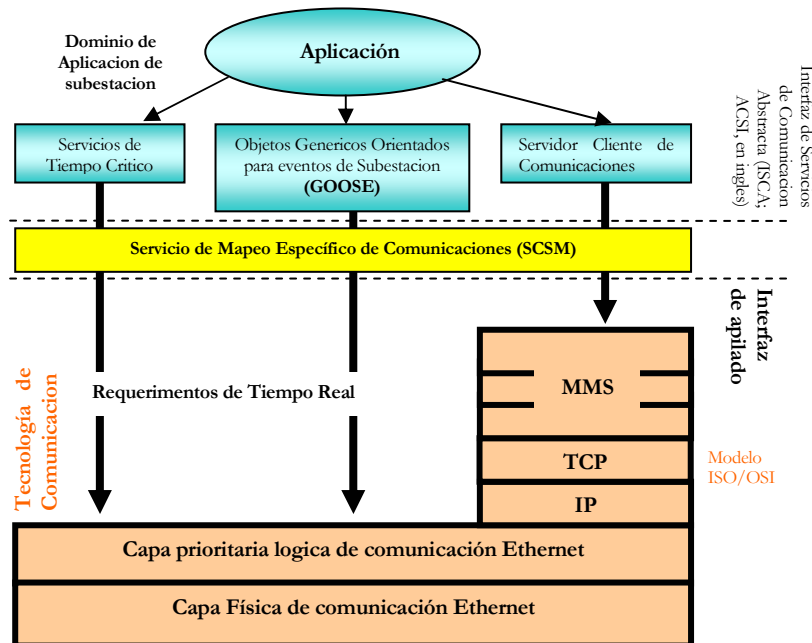 Dominio de
Aplicacion de
subestacion
Aplicación
Interfaz de Servicios
de Comunicacion
Abstracta (ISCA;
ACSI, en ingles)
Servicios de
Tiempo Critico
Objetos Genericos Orientados
para eventos de Subestacion
(GOOSE)
Servidor Cliente de
Comunicaciones
Servicio de Mapeo Específico de Comunicaciones (SCSM)
Interfaz
de apilado
Tecnología de
Comunicacion
Requerimentos de Tiempo Real
MMS
TCP
IP
Modelo
ISO/OSI
Capa prioritaria logica de comunicación Ethernet
Capa Física de comunicación Ethernet